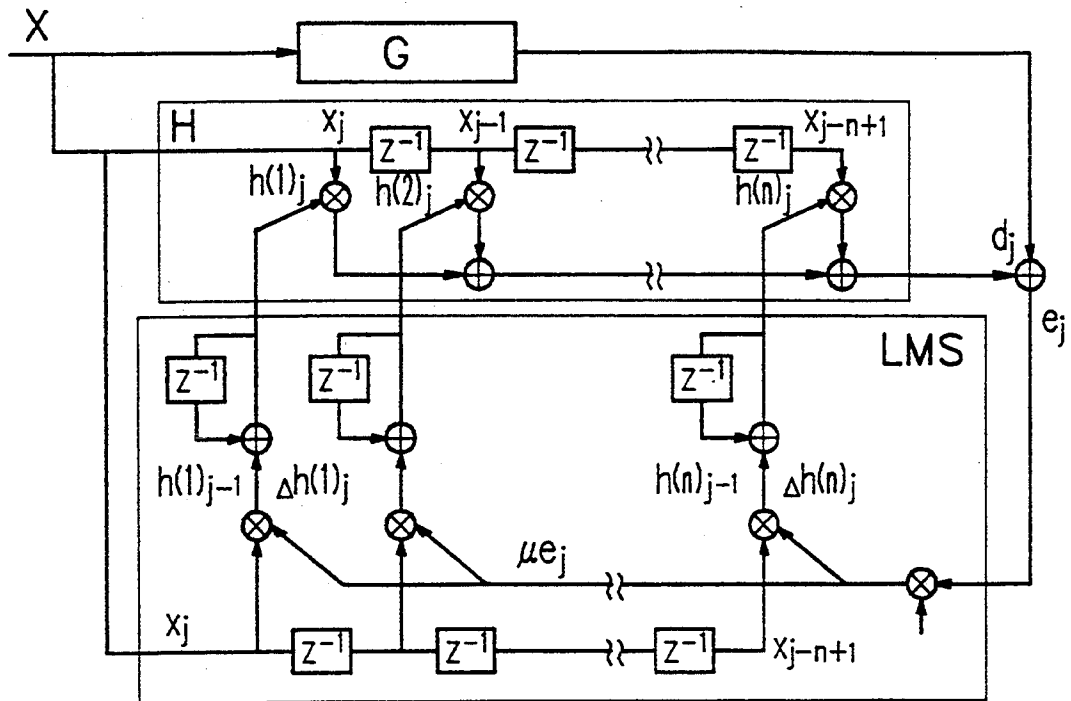 X
G
H
xj
xj-1
xj-n+1
z⁻¹
z⁻¹
z⁻¹
h(1)j
h(2)j
h(n)j
dj
ej
LMS
z⁻¹
z⁻¹
z⁻¹
h(1)j-1
Δh(1)j
h(n)j-1
Δh(n)j
μej
xj
z⁻¹
z⁻¹
z⁻¹
xj-n+1